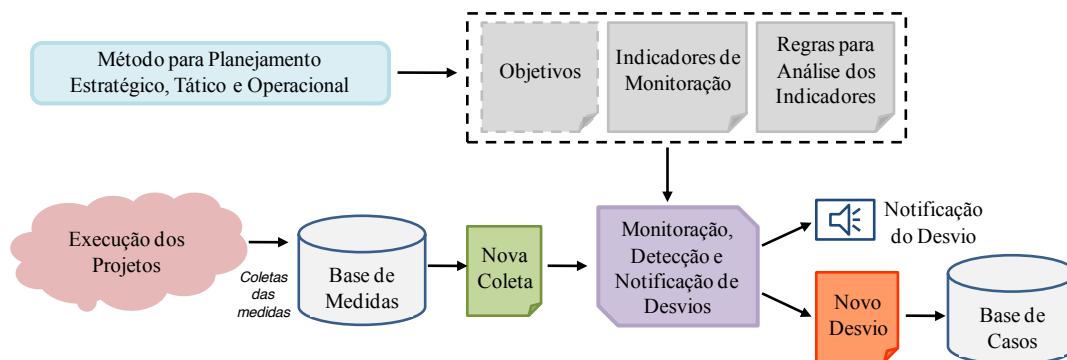 Método para Planejamento
Estratégico, Tático e Operacional
Objetivos
Indicadores de
Monitoração
Regras para
Análise dos
Indicadores
Execução dos
Projetos
Coletas
das
medidas
Base de
Medidas
Nova
Coleta
Monitoração,
Detecção e
Notificação de
Desvios
Notificação
do Desvio
Novo
Desvio
Base de
Casos